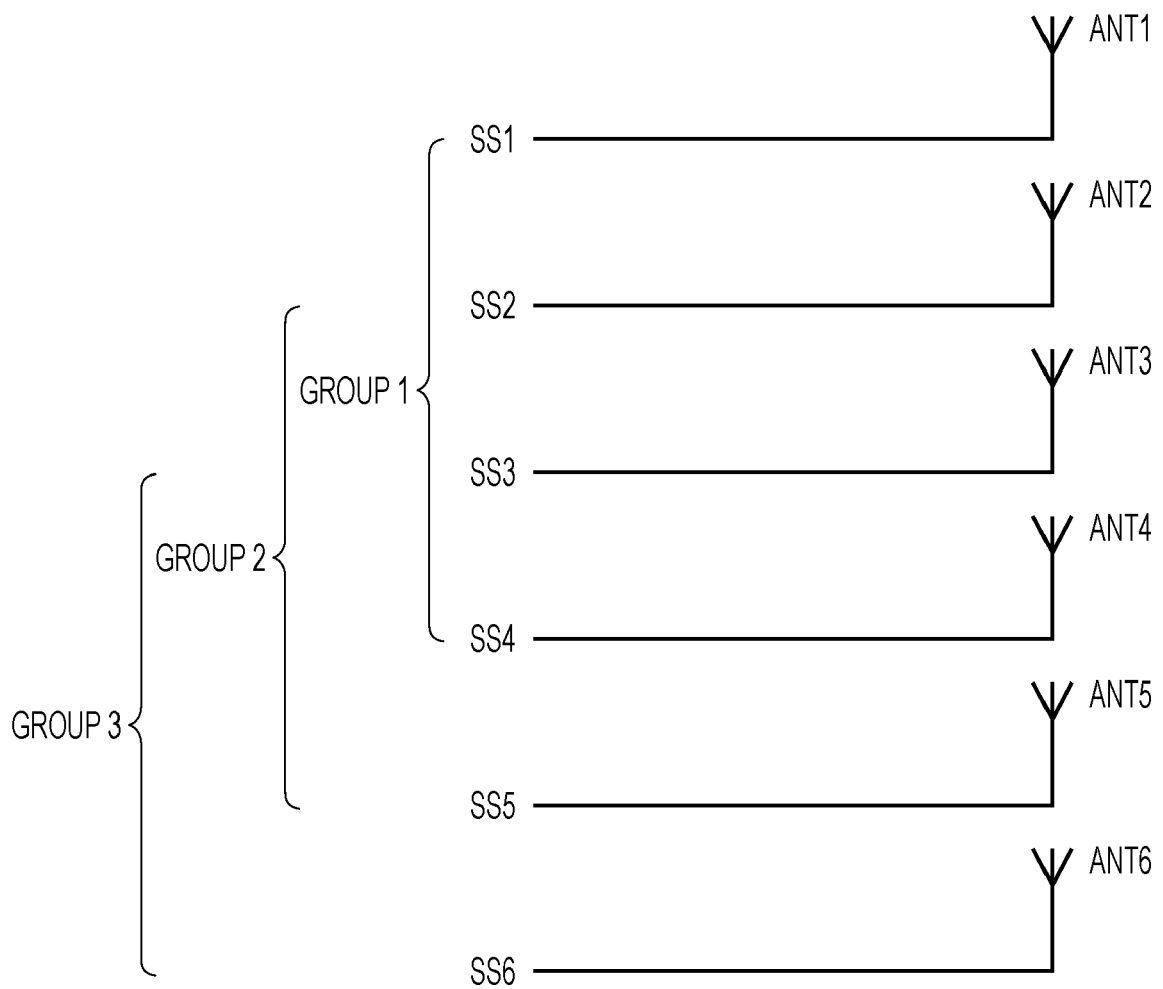 ANT1
SS1
ANT2
SS2
ANT3
GROUP 1
SS3
ANT4
GROUP 2
SS4
ANT5
GROUP 3
SS5
ANT6
SS6